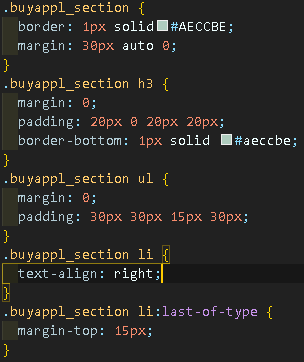 .buyappl_section {
border: 1px solid #AECCBE;
margin: 30px auto 0;
}
.buyappl_section h3 {
margin: 0;
padding: 20px 0 20px 20px;
border-bottom: 1px solid #aeccbe;
}
.buyappl_section ul {
margin: 0;
padding: 30px 30px 15px 30px;
}
.buyappl_section li {
text-align: right;
}
.buyappl_section li:last-of-type {
margin-top: 15px;
}